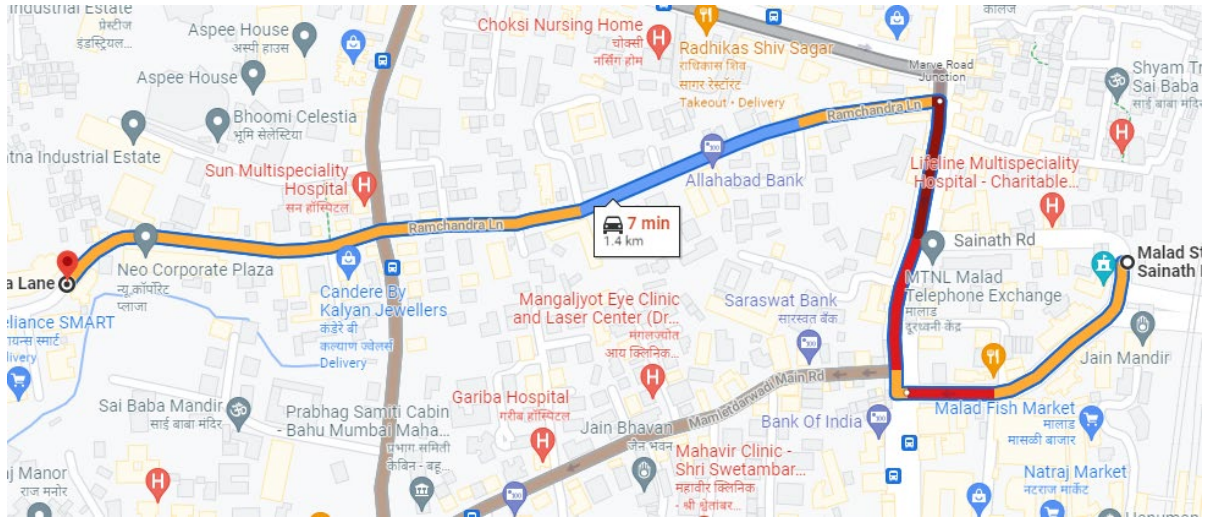 Industrial Estate
प्रेस्टीज
इंडस्ट्रियल...
Aspee House
अस्पी हाउस
Choksi Nursing Home
चोक्सी
नर्सिंग होम
Radhikas Shiv
Sagar
राधिकास शिव
सागर रेस्टॉरंट
Takeout • Delivery
कॉलेज
Marve Road
Junction
Shyam
Sai Baba
साई बाबा
Aspee House
Bhoomi Celestia
भूमि सेलेस्टिया
Industrial Estate
Ramchandra Ln
Allahabad Bank
Lifeline Multispeciality
Hospital - Charitable...
Sun Multispeciality
Hospital
सन हॉस्पिटल
Ramchandra Ln
7 min
1.4 km
Sainath Rd
Malad
Sainath
Lane
Neo Corporate Plaza
न्यू कॉर्पोरेट
प्लाजा
MTNL Malad
Telephone Exchange
मालाड
दूरध्वनी केंद्र
Candere By
Kalyan Jewellers
कॅंडेरे बी
कल्याण ज्वेलर्स
Delivery
Mangaljyot Eye Clinic
and Laser Center (Dr...
मंगलज्योत
आय क्लिनिक...
Saraswat Bank
सारस्वत बँक
SMART
स्मार्ट
Jain Mandir
Mamletdarwadi Main Rd
Sai Baba Mandir
साई बाबा मंदिर
Prabhag Samiti Cabin
- Bahu Mumbai Maha...
प्रभाग समिती
केबिन - बहू...
Gariba Hospital
गरीब हॉस्पिटल
Jain Bhavan
जैन भवन
Bank Of India
Malad Fish Market
मालाड
मासळी बाजार
Mahavir Clinic -
Shri Swetambar...
महावीर क्लिनिक
- श्री श्वेतांबर...
Natraj Market
नटराज मार्केट
Manor
राज मनोर